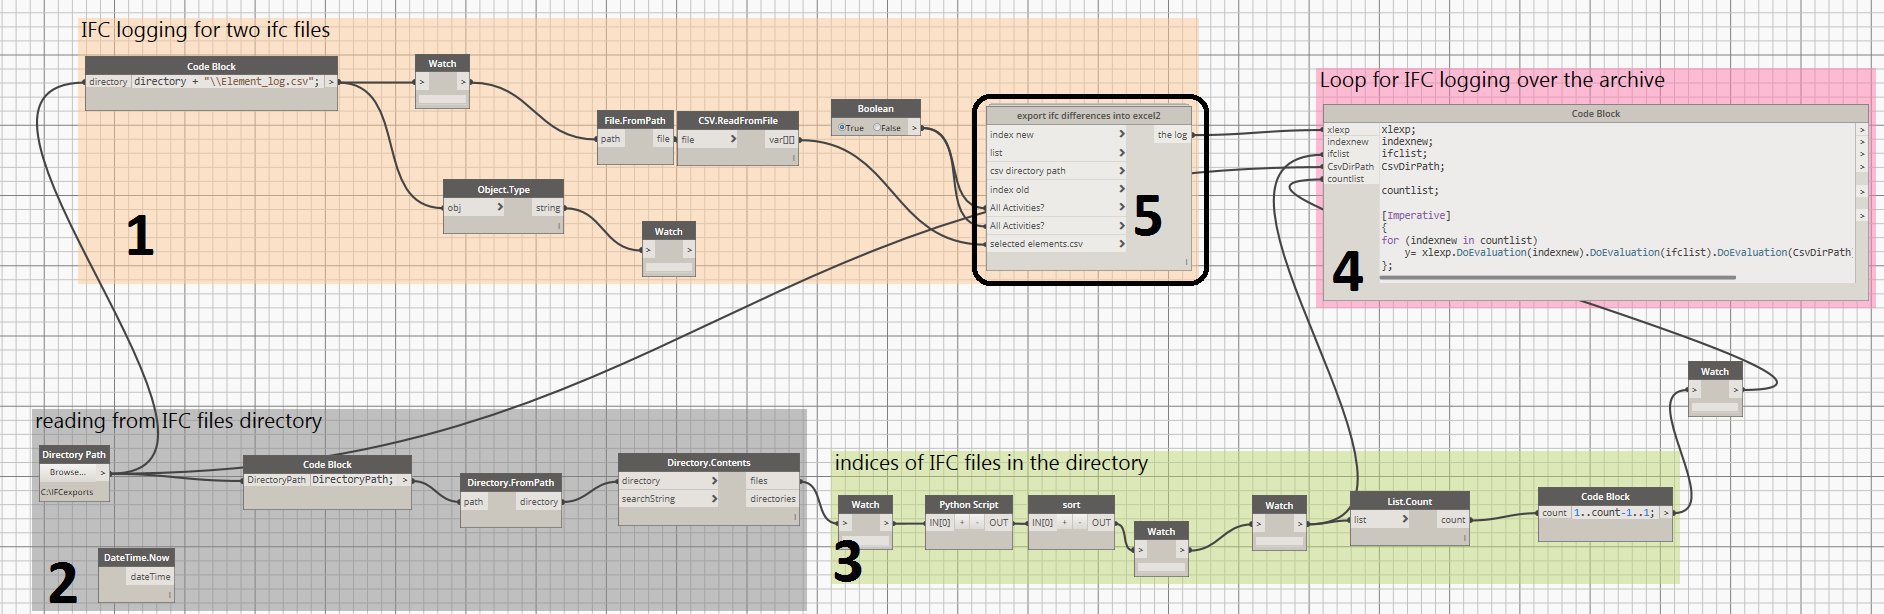 IFC logging for two ifc files
Code Block
directory
directory + "\\Element_log.csv";
>
Watch
>
>
File.FromPath
path
file
CSV.ReadFromFile
file
>
var[][]
Boolean
True
False
>
Object.Type
obj
>
string
Watch
>
>
1
export ifc differences into excel2
index new
>
the log
list
>
csv directory path
>
index old
>
All Activities?
>
All Activities?
>
selected elements.csv
>
5
Loop for IFC logging over the archive
Code Block
xlexp
xlexp;
>
indexnew
indexnew;
>
ifclist
ifclist;
>
CsvDirPath
CsvDirPath;
>
countlist
countlist;
>
[Imperative]
>
{
for (indexnew in countlist)
y= xlexp.DoEvaluation(indexnew).DoEvaluation(ifclist).DoEvaluation(CsvDirPath
};
4
Watch
>
>
reading from IFC files directory
Directory Path
Browse...
>
C:\IFCexports
Code Block
DirectoryPath
DirectoryPath;
>
Directory.FromPath
path
directory
Directory.Contents
directory
>
files
searchString
>
directories
DateTime.Now
dateTime
2
indices of IFC files in the directory
Watch
>
>
Python Script
IN[0]
+
-
OUT
sort
IN[0]
+
-
OUT
Watch
>
>
Watch
>
>
List.Count
list
>
count
Code Block
count
1..count-1..1;
>
3